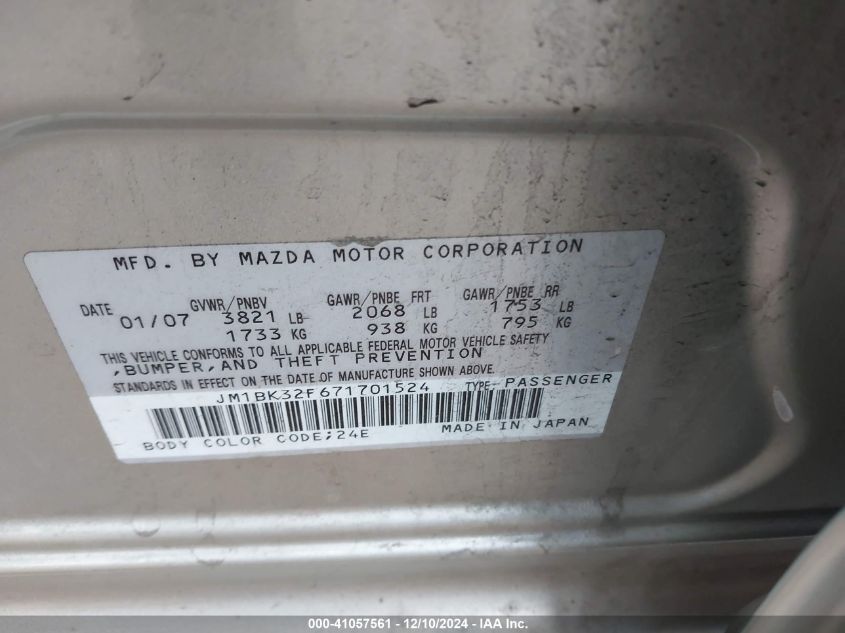 MFD. BY MAZDA MOTOR CORPORATION
DATE GVWR/PNBV GAWR/PNBE FRT GAWR/PNBE RR
01/07 3821 LB 2068 LB 1753 LB
1733 KG 938 KG 795 KG
THIS VEHICLE CONFORMS TO ALL APPLICABLE FEDERAL MOTOR VEHICLE SAFETY
,BUMPER,AND THEFT PREVENTION
STANDARDS IN EFFECT ON THE DATE OF MANUFACTURE SHOWN ABOVE.
JM1BK32F671701524 TYPE: PASSENGER
BODY COLOR CODE;24E MADE IN JAPAN
000-41057561 - 12/10/2024 - IAA Inc.